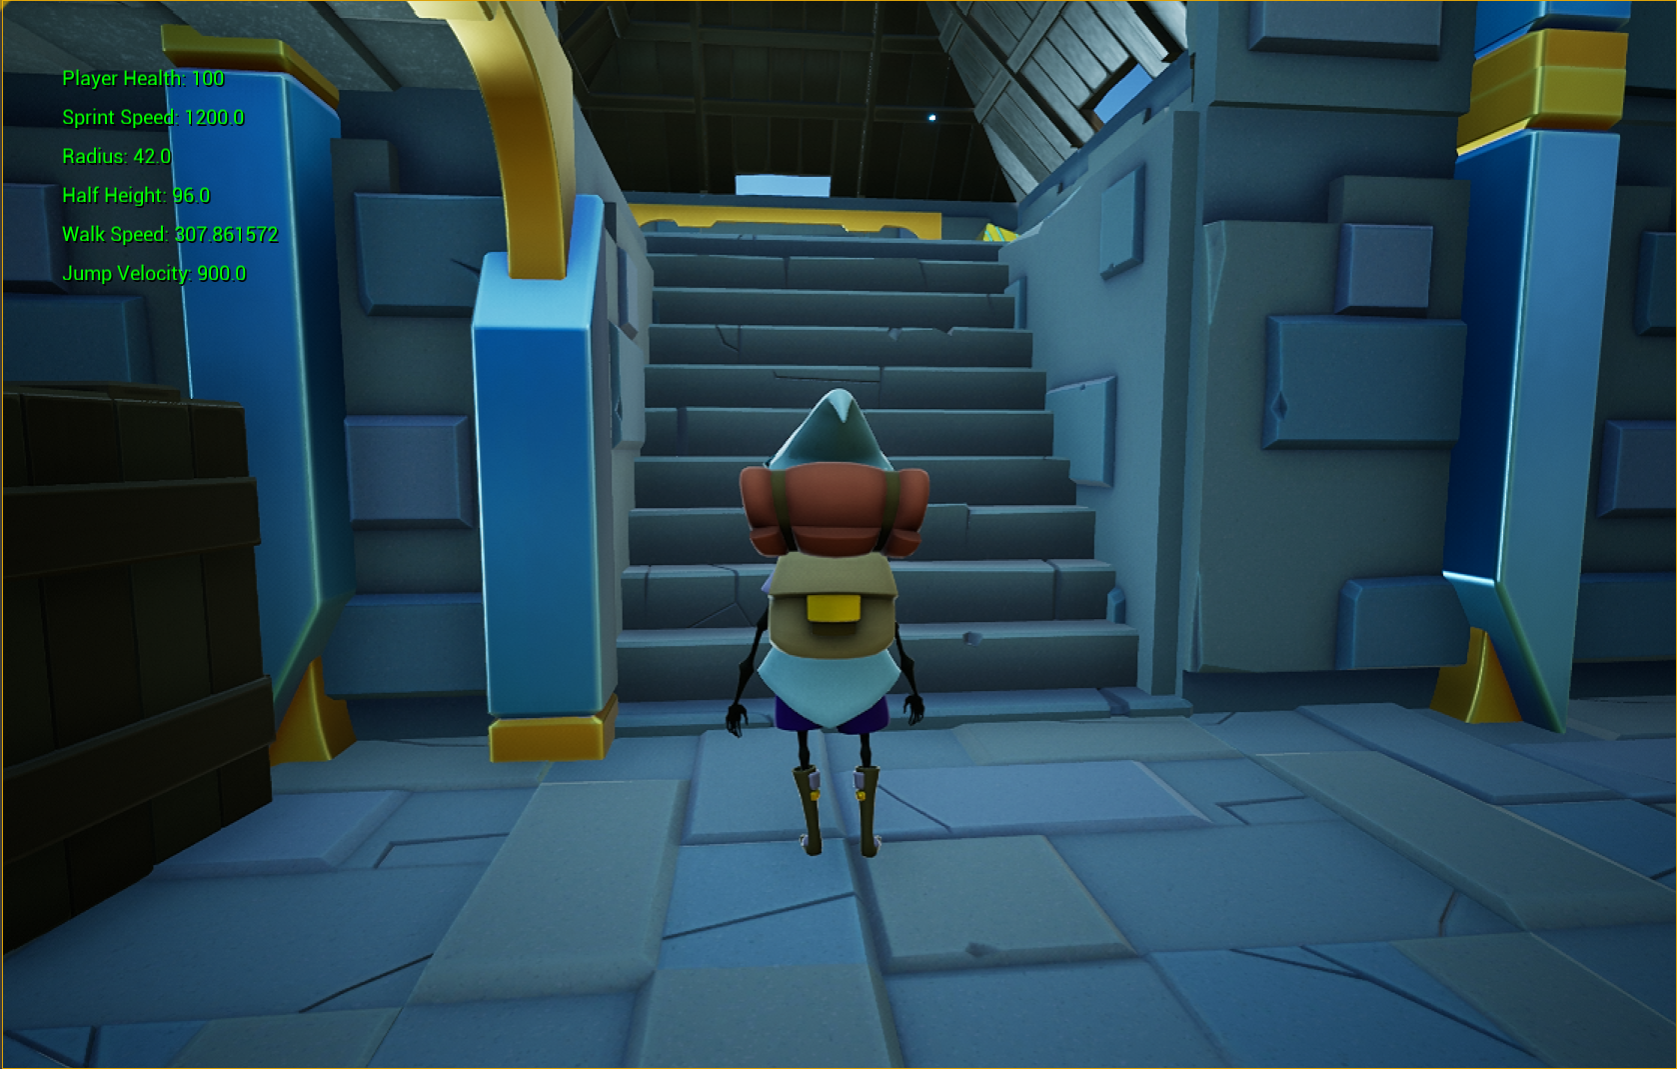 Player Health: 100
Sprint Speed: 1200.0
Radius: 42.0
Half Height: 96.0
Walk Speed: 307.861572
Jump Velocity: 900.0